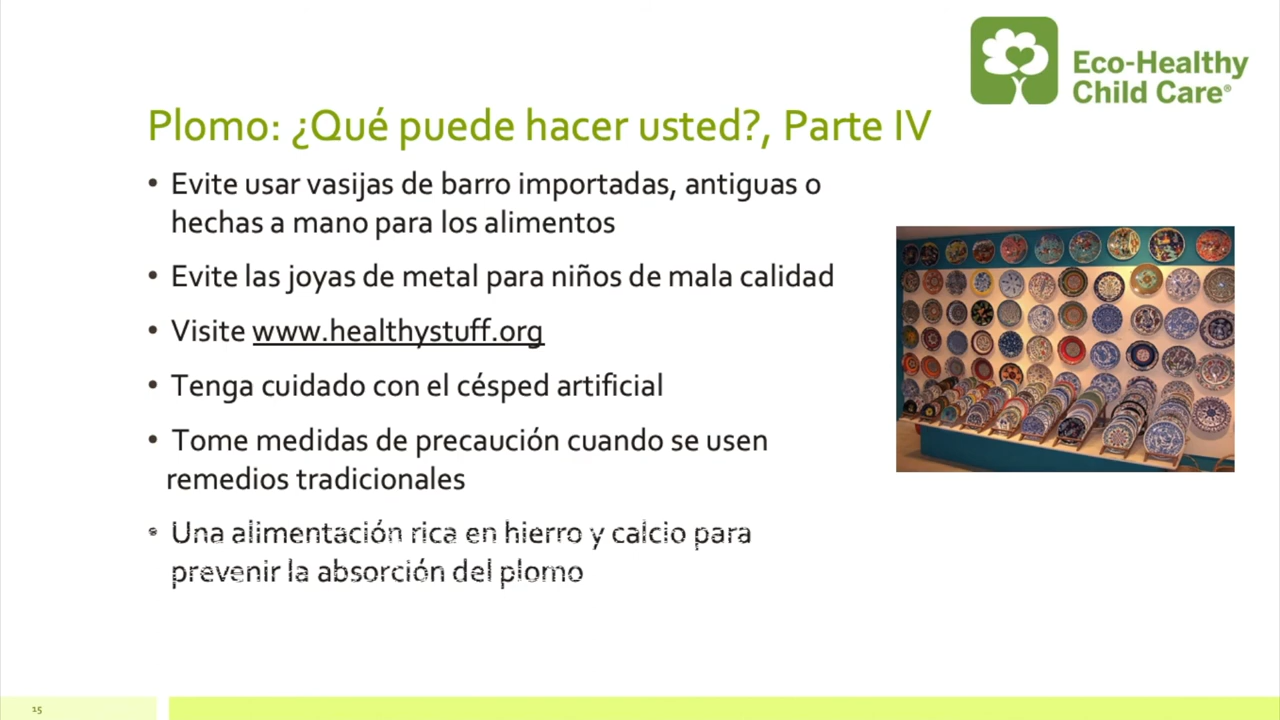 Eco-Healthy
Child Care®
Plomo: ¿Qué puede hacer usted?, Parte IV
• Evite usar vasijas de barro importadas, antiguas o
hechas a mano para los alimentos
• Evite las joyas de metal para niños de mala calidad
• Visite www.healthystuff.org
• Tenga cuidado con el césped artificial
• Tome medidas de precaución cuando se usen
remedios tradicionales
• Una alimentación rica en hierro y calcio para
prevenir la absorción del plomo
15